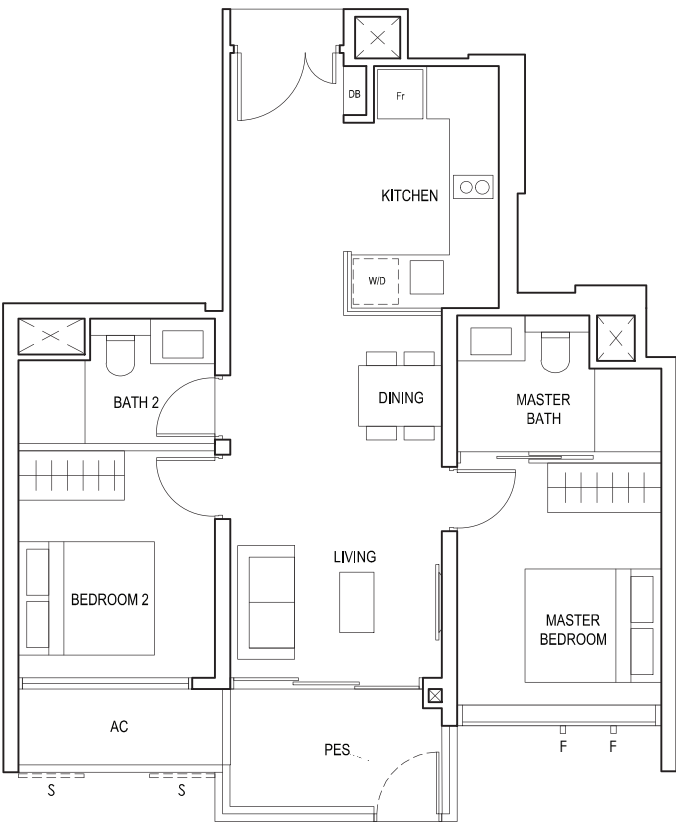 DB
Fr
KITCHEN
W/D
DINING
BATH 2
MASTER
BATH
LIVING
BEDROOM 2
MASTER
BEDROOM
AC
PES
F
F
S
S